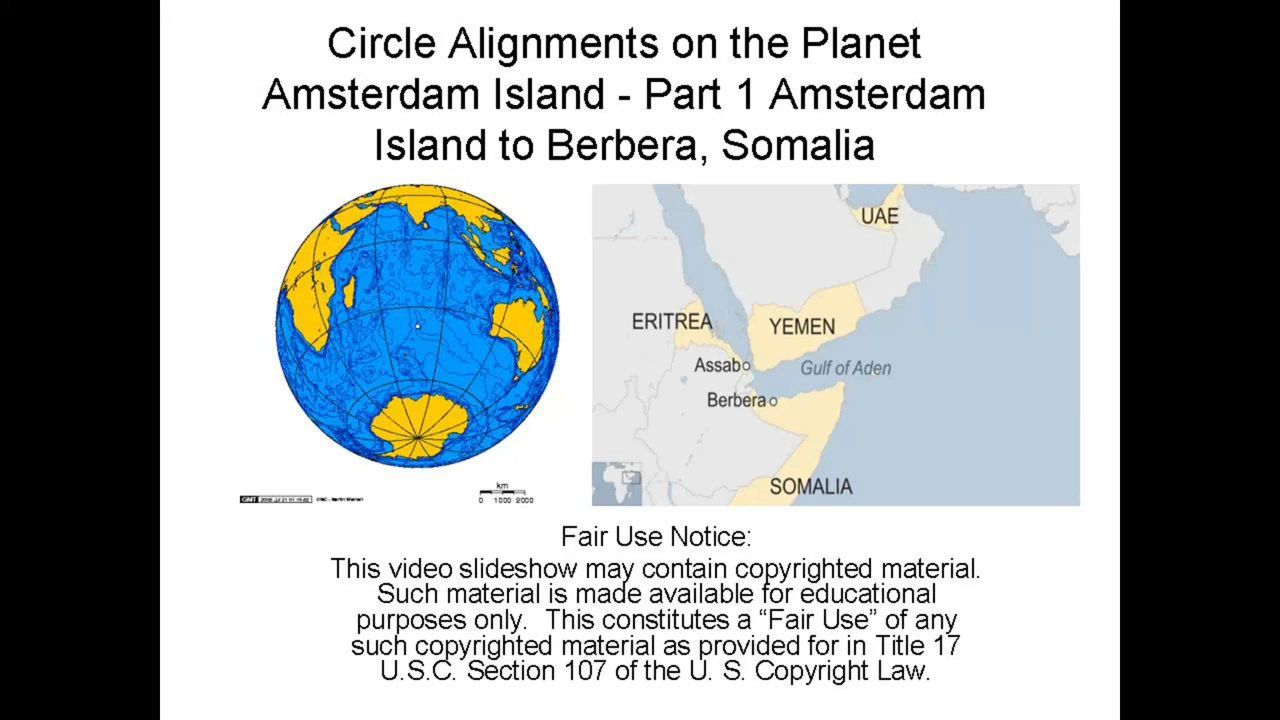 Circle Alignments on the Planet
Amsterdam Island - Part 1 Amsterdam
Island to Berbera, Somalia
UAE
ERITREA
YEMEN
Assab
Gulf of Aden
Berbera
SOMALIA
km
0 1000 2000
GMT
Fair Use Notice:
This video slideshow may contain copyrighted material.
Such material is made available for educational
purposes only. This constitutes a “Fair Use” of any
such copyrighted material as provided for in Title 17
U.S.C. Section 107 of the U. S. Copyright Law.